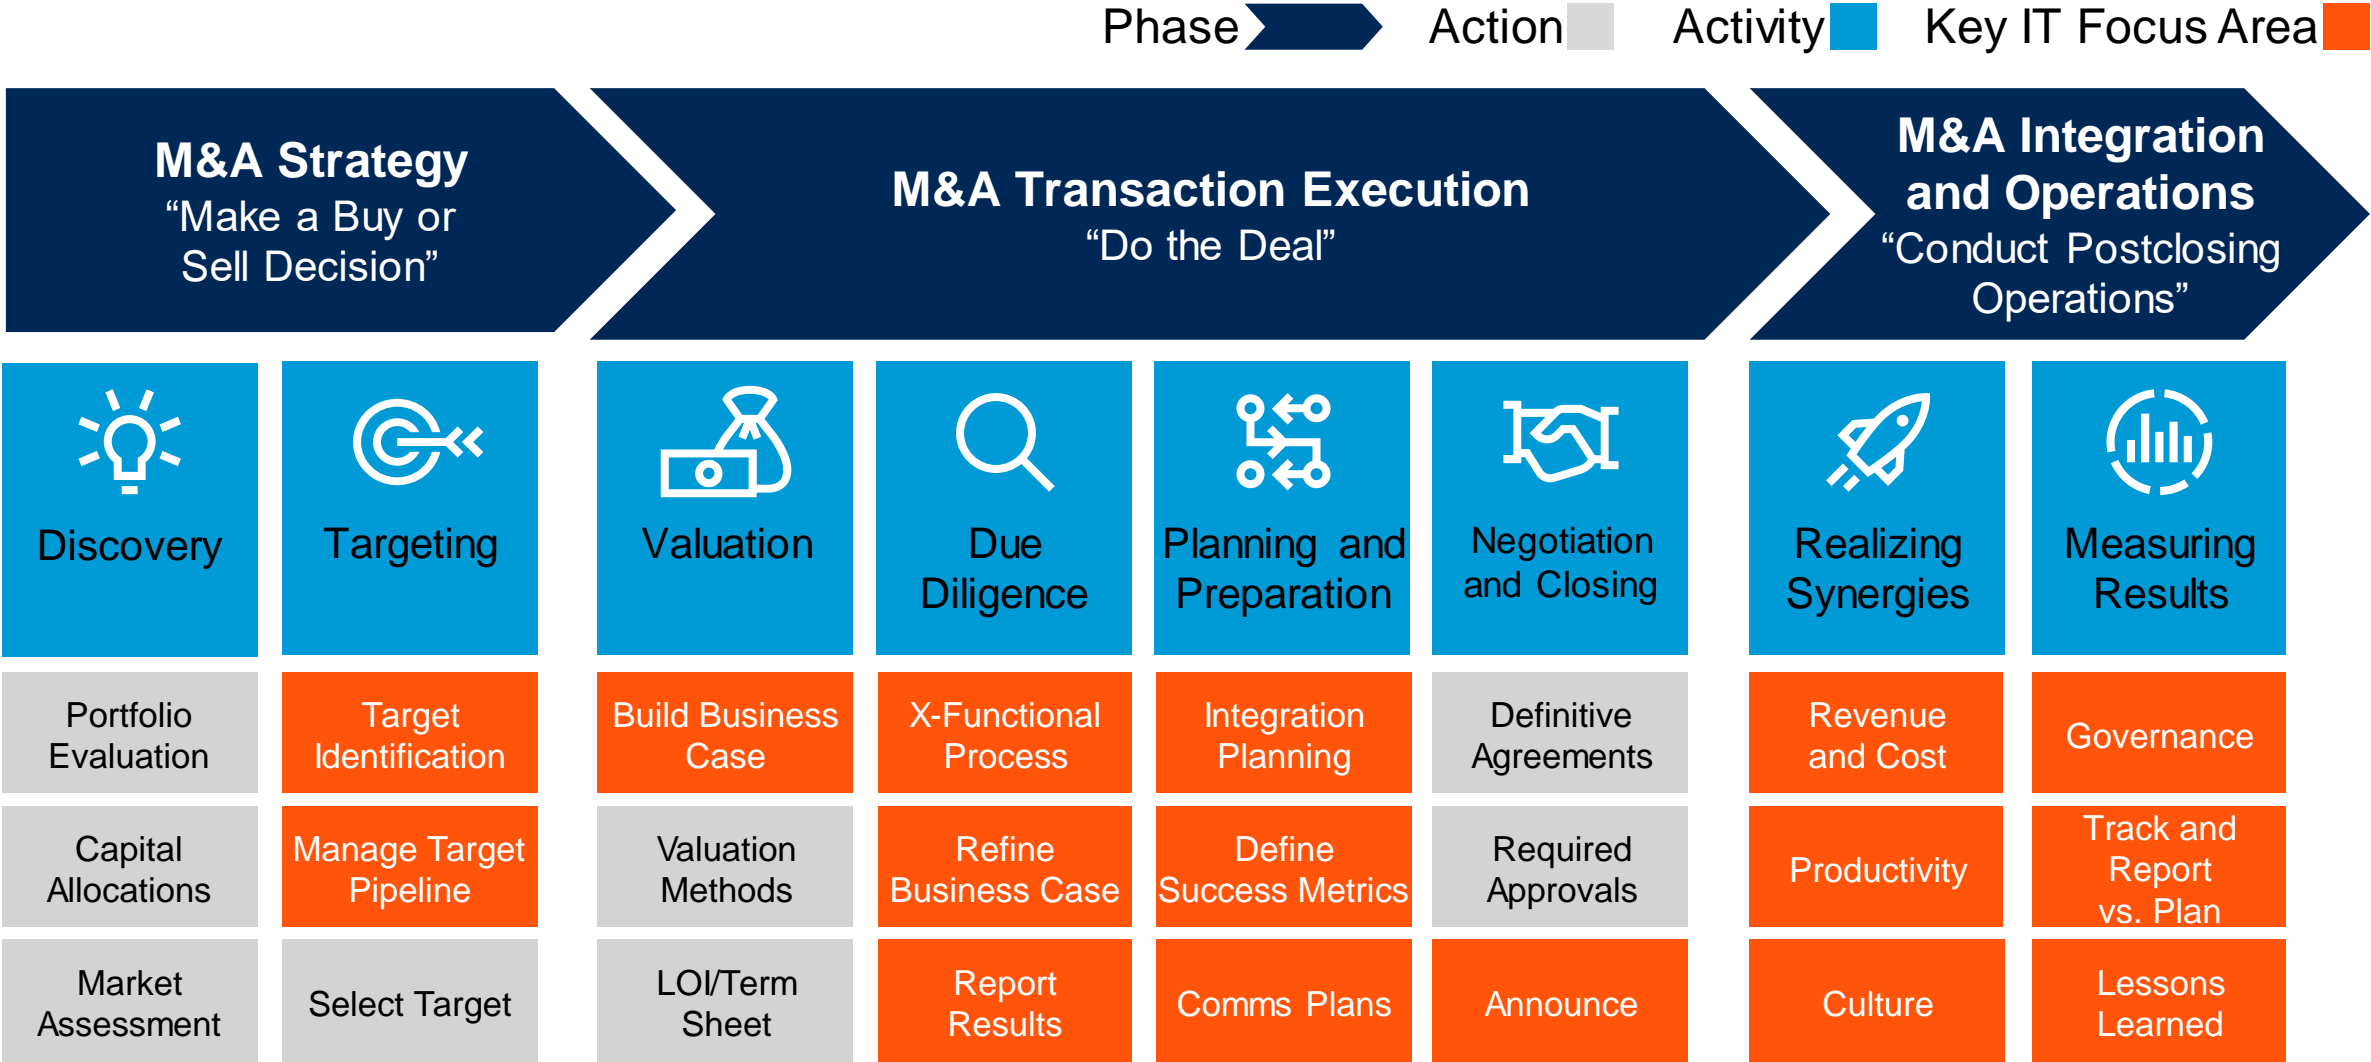 Phase Action Activity Key IT Focus Area
M&A Strategy
“Make a Buy or
Sell Decision”
M&A Transaction Execution
“Do the Deal”
M&A Integration
and Operations
“Conduct Postclosing
Operations”
Discovery
Targeting
Valuation
Due
Diligence
Planning and
Preparation
Negotiation
and Closing
Realizing
Synergies
Measuring
Results
Portfolio
Evaluation
Target
Identification
Build Business
Case
X-Functional
Process
Integration
Planning
Definitive
Agreements
Revenue
and Cost
Governance
Capital
Allocations
Manage Target
Pipeline
Valuation
Methods
Refine
Business Case
Define
Success Metrics
Required
Approvals
Productivity
Track and
Report
vs. Plan
Market
Assessment
Select Target
LOI/Term
Sheet
Report
Results
Comms Plans
Announce
Culture
Lessons
Learned